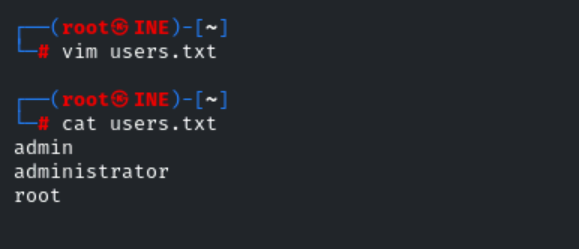 ┌──(root㉿INE)-[~]
└─# vim users.txt
┌──(root㉿INE)-[~]
└─# cat users.txt
admin
administrator
root